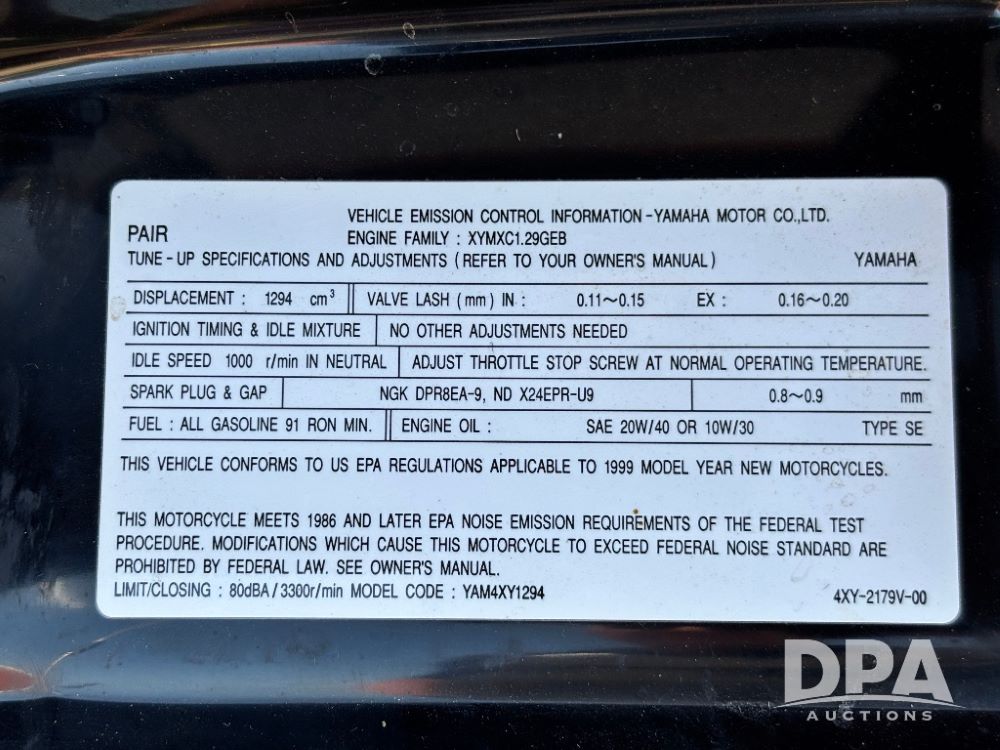 VEHICLE EMISSION CONTROL INFORMATION-YAMAHA MOTOR CO.,LTD.
PAIR ENGINE FAMILY : XYMXC1.29GEB
TUNE-UP SPECIFICATIONS AND ADJUSTMENTS (REFER TO YOUR OWNER'S MANUAL) YAMAHA
DISPLACEMENT : 1294 cm³ VALVE LASH (mm) IN : 0.11~0.15 EX : 0.16~0.20
IGNITION TIMING & IDLE MIXTURE NO OTHER ADJUSTMENTS NEEDED
IDLE SPEED 1000 r/min IN NEUTRAL ADJUST THROTTLE STOP SCREW AT NORMAL OPERATING TEMPERATURE.
SPARK PLUG & GAP NGK DPR8EA-9, ND X24EPR-U9 0.8~0.9 mm
FUEL : ALL GASOLINE 91 RON MIN. ENGINE OIL : SAE 20W/40 OR 10W/30 TYPE SE
THIS VEHICLE CONFORMS TO US EPA REGULATIONS APPLICABLE TO 1999 MODEL YEAR NEW MOTORCYCLES.
THIS MOTORCYCLE MEETS 1986 AND LATER EPA NOISE EMISSION REQUIREMENTS OF THE FEDERAL TEST
PROCEDURE. MODIFICATIONS WHICH CAUSE THIS MOTORCYCLE TO EXCEED FEDERAL NOISE STANDARD ARE
PROHIBITED BY FEDERAL LAW. SEE OWNER'S MANUAL.
LIMIT/CLOSING : 80dBA/3300r/min MODEL CODE : YAM4XY1294 4XY-2179V-00
DPA
AUCTIONS